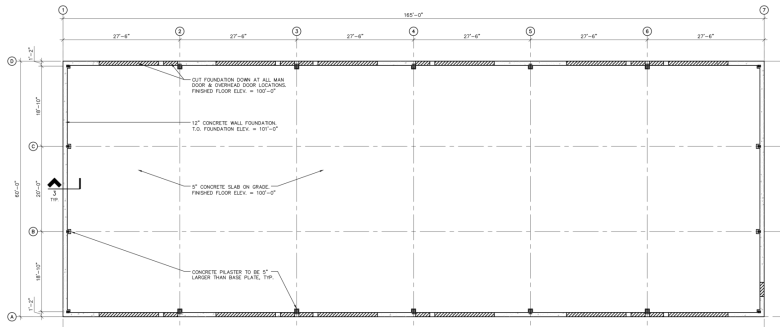 1
7
165'-0"
27'-6"
2
27'-6"
3
27'-6"
4
27'-6"
5
27'-6"
6
27'-6"
D
1'-2"
CUT FOUNDATION DOWN AT ALL MAN
DOOR & OVERHEAD DOOR LOCATIONS.
FINISHED FLOOR ELEV. = 100'-0"
18'-10"
12" CONCRETE WALL FOUNDATION.
T.O. FOUNDATION ELEV. = 101'-0"
C
60'-0"
20'-0"
3
TYP.
5" CONCRETE SLAB ON GRADE.
FINISHED FLOOR ELEV. = 100'-0"
B
18'-10"
CONCRETE PILASTER TO BE 5"
LARGER THAN BASE PLATE, TYP.
1'-2"
A